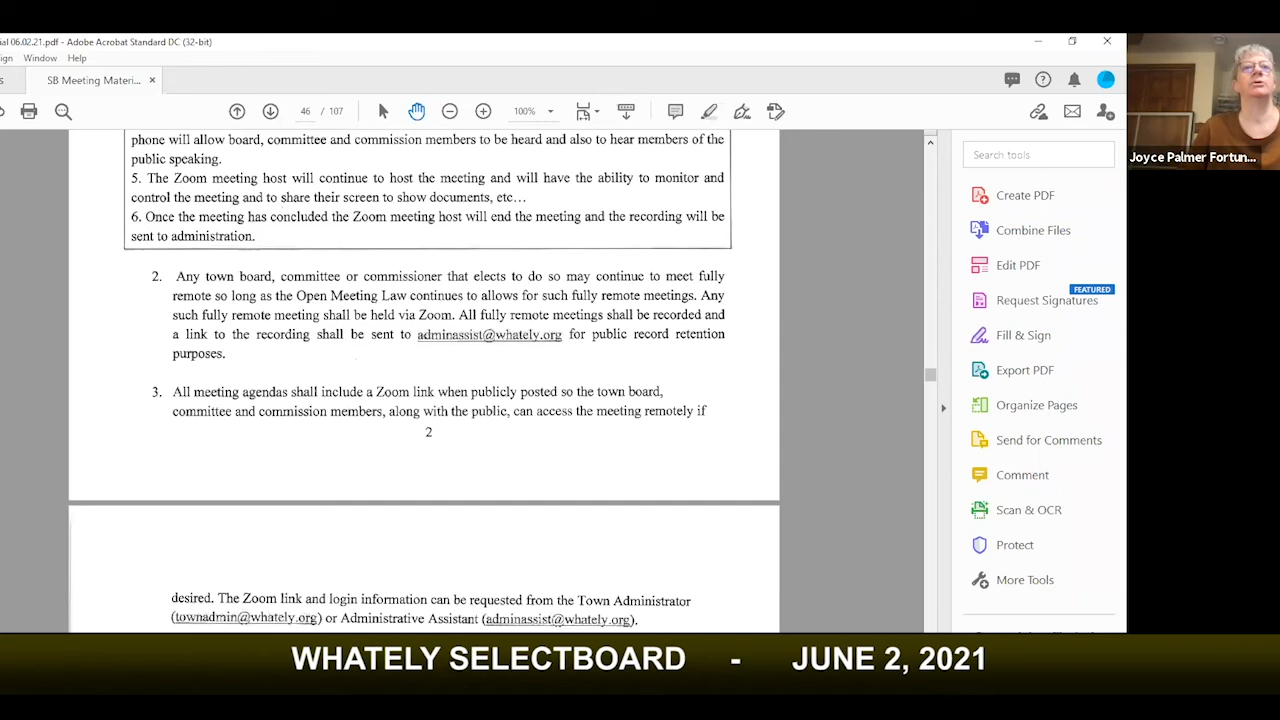 ial 06.02.21.pdf - Adobe Acrobat Standard DC (32-bit)
ign Window Help
s SB Meeting Materi...
46 / 107 100%
phone will allow board, committee and commission members to be heard and also to hear members of the
public speaking.
5. The Zoom meeting host will continue to host the meeting and will have the ability to monitor and
control the meeting and to share their screen to show documents, etc…
6. Once the meeting has concluded the Zoom meeting host will end the meeting and the recording will be
sent to administration.
2. Any town board, committee or commissioner that elects to do so may continue to meet fully
remote so long as the Open Meeting Law continues to allows for such fully remote meetings. Any
such fully remote meeting shall be held via Zoom. All fully remote meetings shall be recorded and
a link to the recording shall be sent to adminassist@whately.org for public record retention
purposes.
3. All meeting agendas shall include a Zoom link when publicly posted so the town board,
committee and commission members, along with the public, can access the meeting remotely if
2
desired. The Zoom link and login information can be requested from the Town Administrator
(townadmin@whately.org) or Administrative Assistant (adminassist@whately.org).
Search tools
Create PDF
Combine Files
Edit PDF
FEATURED
Request Signatures
Fill & Sign
Export PDF
Organize Pages
Send for Comments
Comment
Scan & OCR
Protect
More Tools
Joyce Palmer Fortun...
WHATELY SELECTBOARD - JUNE 2, 2021